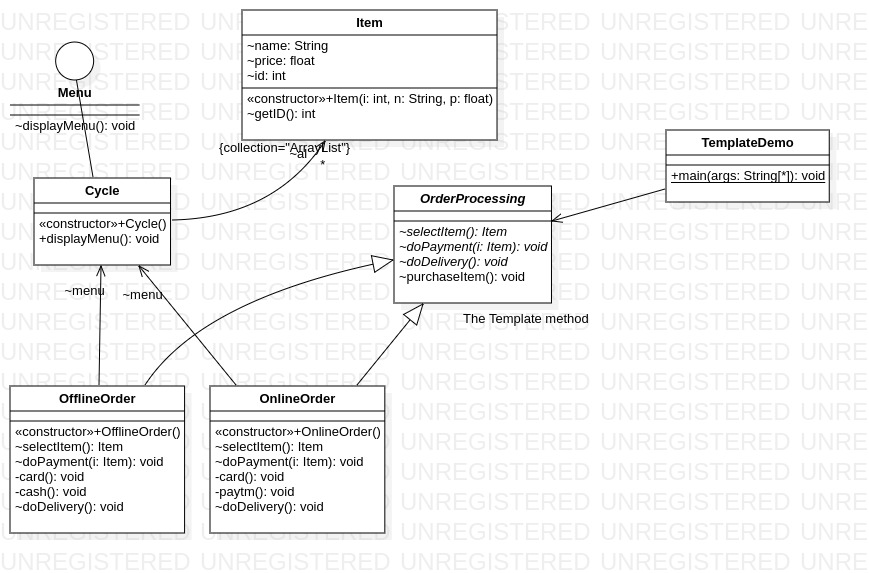 Item
~name: String
~price: float
~id: int
«constructor»+Item(i: int, n: String, p: float)
~getID(): int
Menu
~displayMenu(): void
{collection="ArrayList"}
~al
*
TemplateDemo
+main(args: String[*]): void
Cycle
«constructor»+Cycle()
+displayMenu(): void
OrderProcessing
~selectItem(): Item
~doPayment(i: Item): void
~doDelivery(): void
~purchaseItem(): void
~menu
~menu
The Template method
OfflineOrder
«constructor»+OfflineOrder()
~selectItem(): Item
~doPayment(i: Item): void
-card(): void
-cash(): void
~doDelivery(): void
OnlineOrder
«constructor»+OnlineOrder()
~selectItem(): Item
~doPayment(i: Item): void
-card(): void
-paytm(): void
~doDelivery(): void
UNREGISTERED